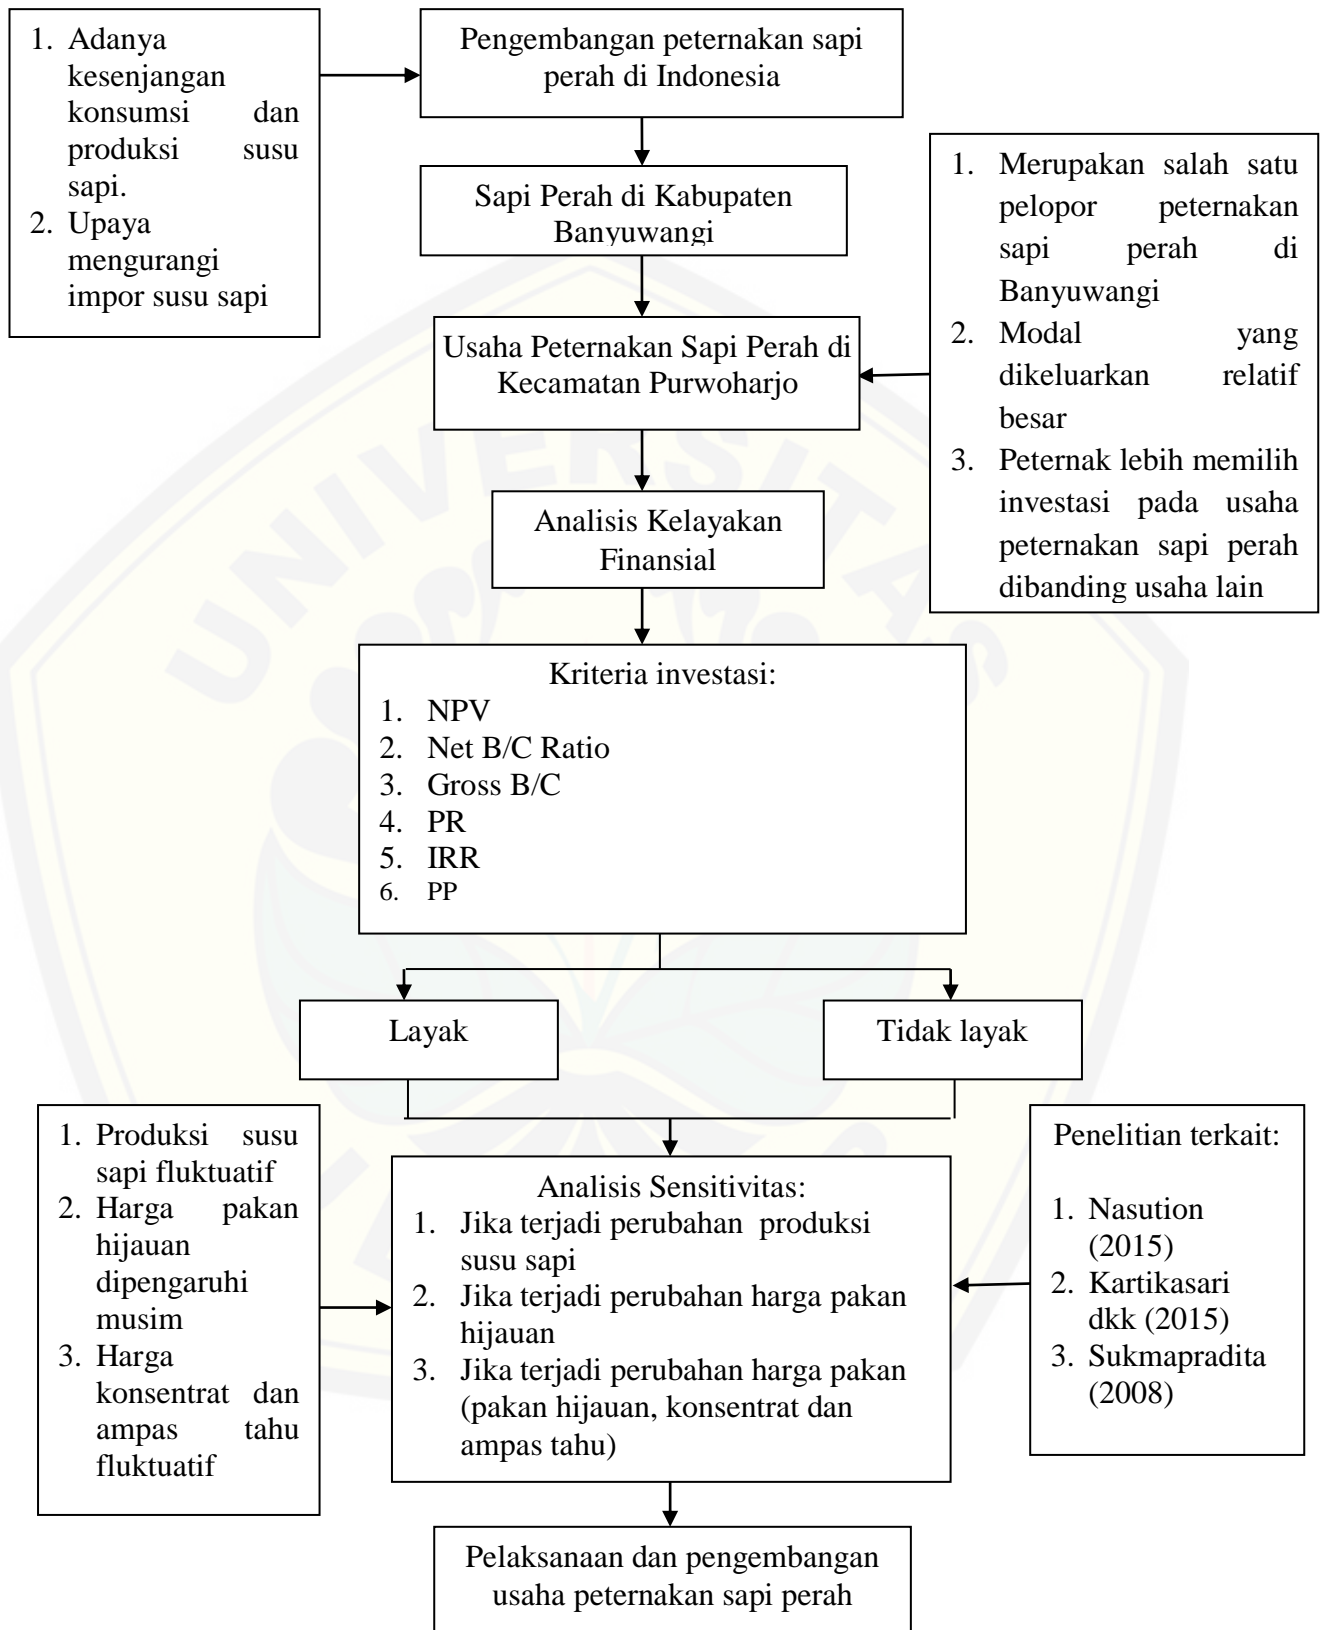 1. Adanya
kesenjangan
konsumsi dan
produksi susu
sapi.
2. Upaya
mengurangi
impor susu sapi
Pengembangan peternakan sapi
perah di Indonesia
Sapi Perah di Kabupaten
Banyuwangi
1. Merupakan salah satu
pelopor peternakan
sapi perah di
Banyuwangi
2. Modal yang
dikeluarkan relatif
besar
3. Peternak lebih memilih
investasi pada usaha
peternakan sapi perah
dibanding usaha lain
Usaha Peternakan Sapi Perah di
Kecamatan Purwoharjo
Analisis Kelayakan
Finansial
Kriteria investasi:
1. NPV
2. Net B/C Ratio
3. Gross B/C
4. PR
5. IRR
6. PP
Layak
Tidak layak
1. Produksi susu
sapi fluktuatif
2. Harga pakan
hijauan
dipengaruhi
musim
3. Harga
konsentrat dan
ampas tahu
fluktuatif
Analisis Sensitivitas:
1. Jika terjadi perubahan produksi
susu sapi
2. Jika terjadi perubahan harga pakan
hijauan
3. Jika terjadi perubahan harga pakan
(pakan hijauan, konsentrat dan
ampas tahu)
Penelitian terkait:
1. Nasution
(2015)
2. Kartikasari
dkk (2015)
3. Sukmapradita
(2008)
Pelaksanaan dan pengembangan
usaha peternakan sapi perah
UNIVERSITAS